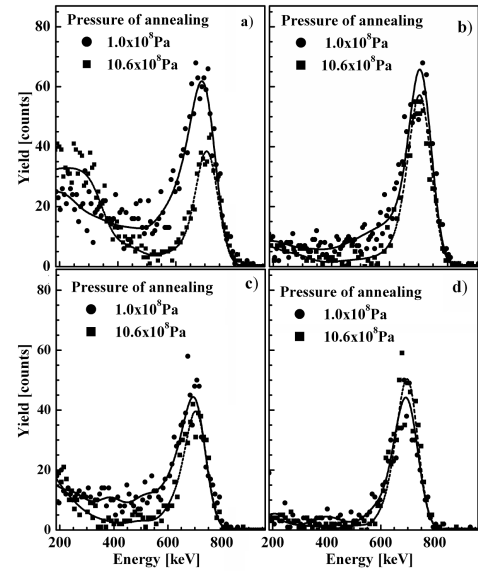 Pressure of annealing a)
1.0x10⁸Pa
10.6x10⁸Pa
Pressure of annealing b)
1.0x10⁸Pa
10.6x10⁸Pa
80
60
40
20
0
Yield [counts]
Pressure of annealing c)
1.0x10⁸Pa
10.6x10⁸Pa
Pressure of annealing d)
1.0x10⁸Pa
10.6x10⁸Pa
80
60
40
20
0
Yield [counts]
200 400 600 800
200 400 600 800
Energy [keV]
Energy [keV]